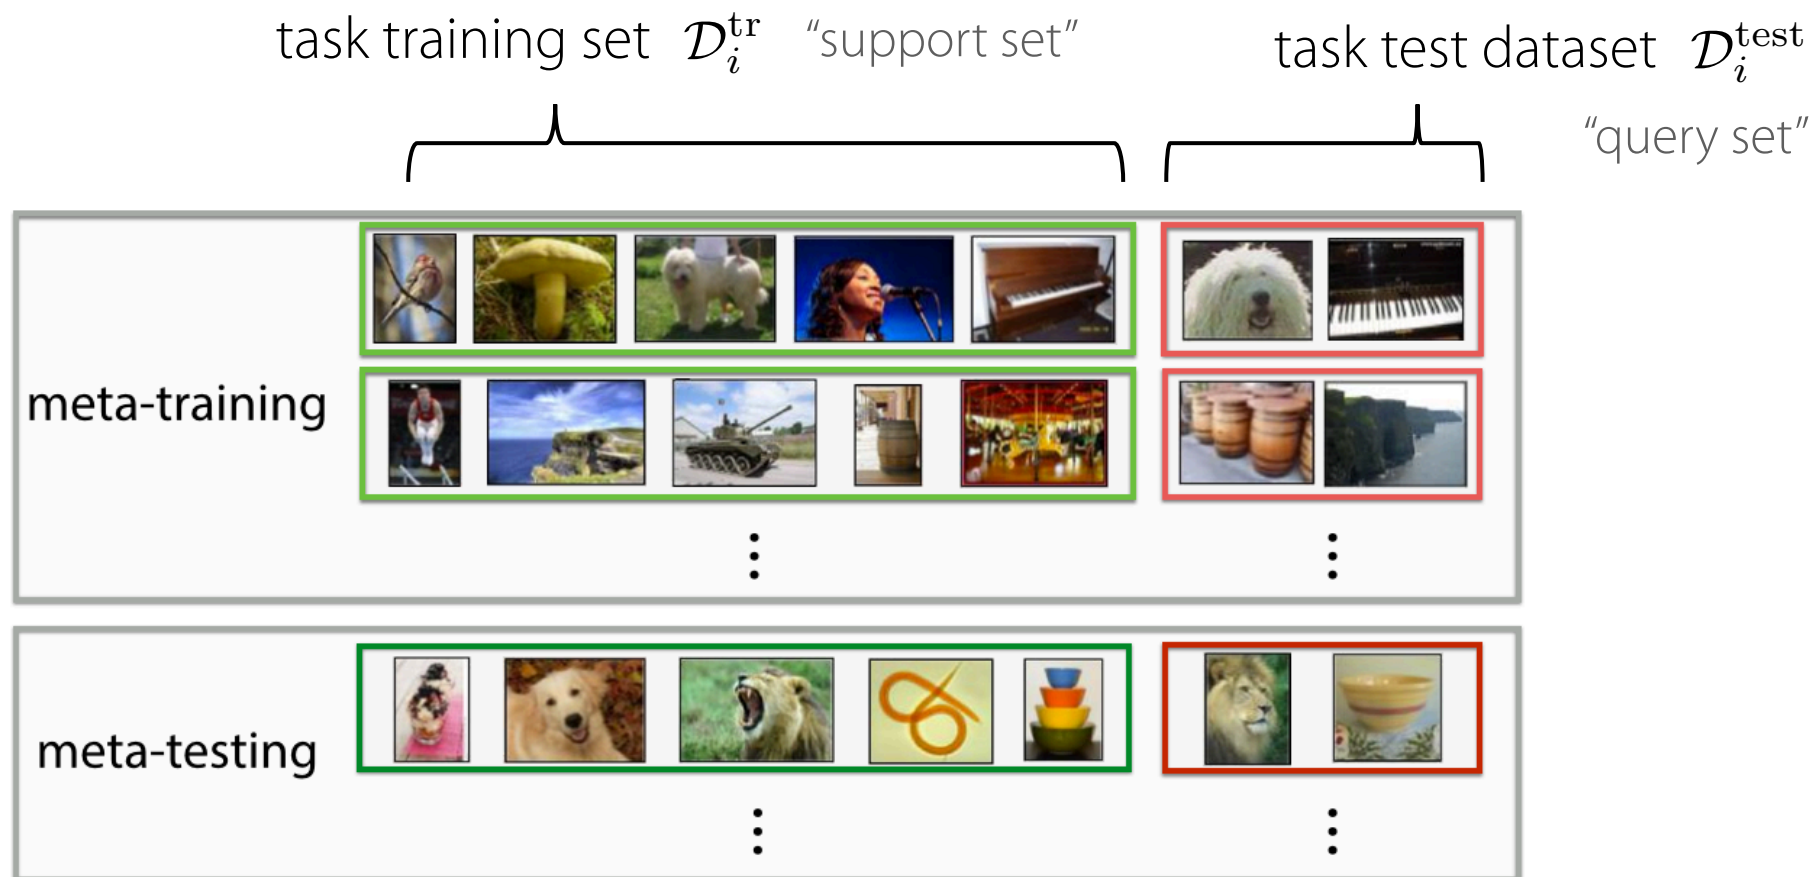 task training set 𝒟ᵢᵗʳ “support set”
task test dataset 𝒟ᵢᵗᵉˢᵗ
“query set”
meta-training
meta-testing